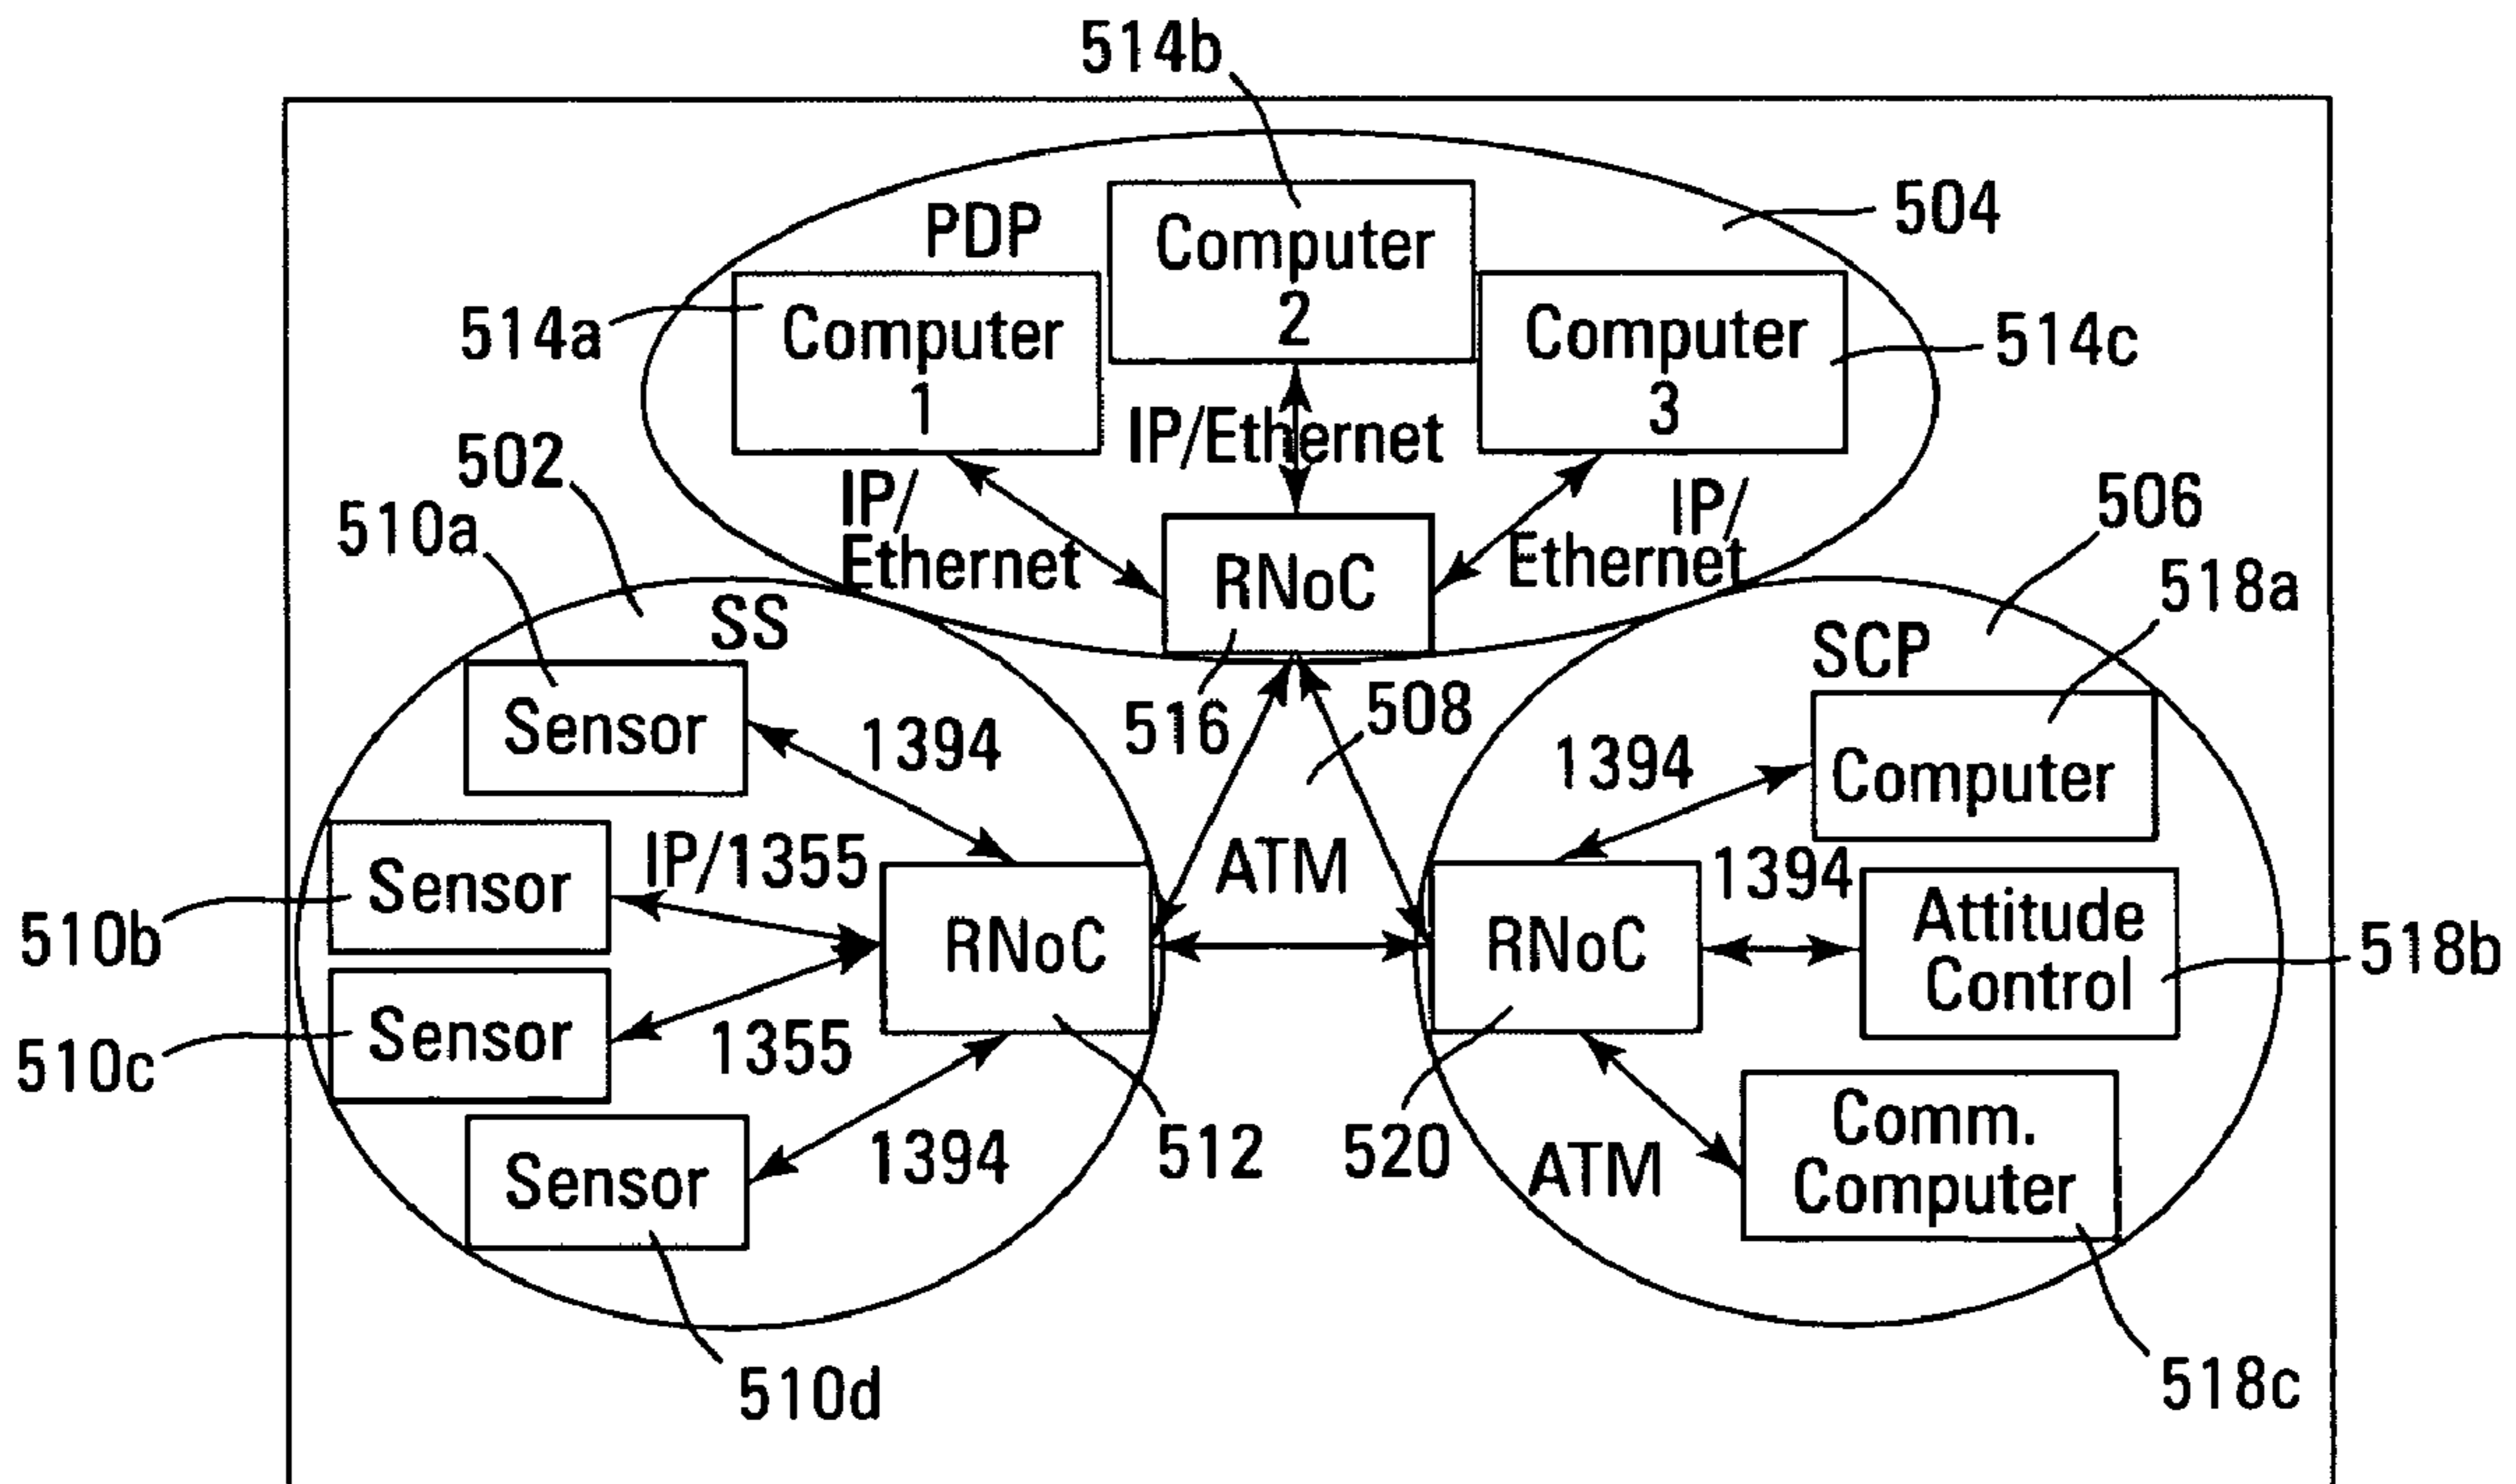 514b
504
PDP
Computer
2
514a
Computer
1
Computer
3
514c
IP/Ethernet
502
IP/
Ethernet
IP/
Ethernet
506
510a
RNoC
518a
SS
SCP
516
508
Sensor
1394
1394
Computer
IP/1355
ATM
1394
510b
Sensor
RNoC
RNoC
Attitude
Control
518b
510c
Sensor
1355
1394
512
520
ATM
Comm.
Computer
Sensor
510d
518c